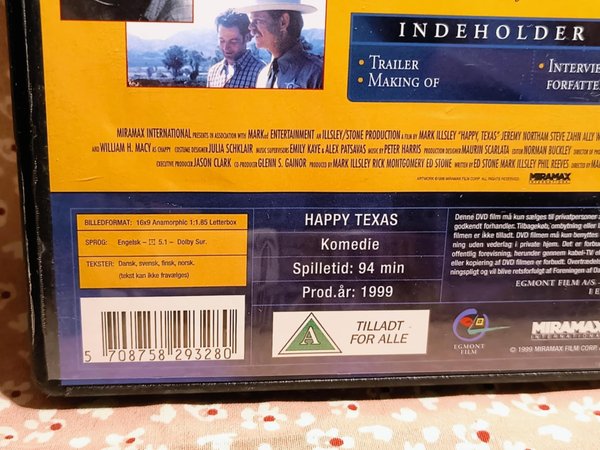 INDEHOLDER
· TRAILER
· MAKING OF
MIRAMAX INTERNATIONAL PRESENTS IN ASSOCIATION WITH MARK ENTERTAINMENT AN ILLSLEY/STONE PRODUCTION A FILM BY MARK ILLSLEY "HAPPY, TEXAS" JEREMY NORTHAM STEVE ZAHN ALLY
AND WILLIAM H. MACY AS CHAPPY COSTUME DESIGNER JULIA SCHKLAIR MUSIC SUPERVISORS EMILY KAYE & ALEX PATSAVAS MUSIC BY PETER HARRIS PRODUCTION DESIGNER MAURIN SCARLATA EDITOR NORMAN BUCKLEY DIRECTOR OF
EXECUTIVE PRODUCER JASON CLARK CO-PRODUCER GLENN S. GAINOR PRODUCED BY MARK ILLSLEY RICK MONTGOMERY ED STONE WRITTEN BY ED STONE MARK ILLSLEY PHIL REEVES DIRECTED BY
MIRAMAX
BILLEDFORMAT: 16x9 Anamorphic 1:1.85 Letterbox
SPROG: Engelsk - 5.1 - Dolby Sur.
TEKSTER: Dansk, svensk, finsk, norsk.
(tekst kan ikke fravælges)
5 708758 293280
HAPPY TEXAS
Komedie
Spilletid: 94 min
Prod.år: 1999
A
TILLADT
FOR ALLE
Denne DVD film må kun sælges til privatpersoner
godkendt forhandler. Tilbagekøb, ombytning eller
filmen er ikke tilladt. DVD filmen må kun benyttes
ning uden vederlag i private hjem. Det er
offentlig forevisning, herunder gennem kabel-TV
eller kopiering af DVD filmen er forbudt.
ningspligt og vil blive retsforfulgt af Foreningen af
EGMONT FILM A/S
EGMONT
FILM
MIRAMAX
INTERNATIONAL
© 1999 MIRAMAX FILM CORP.